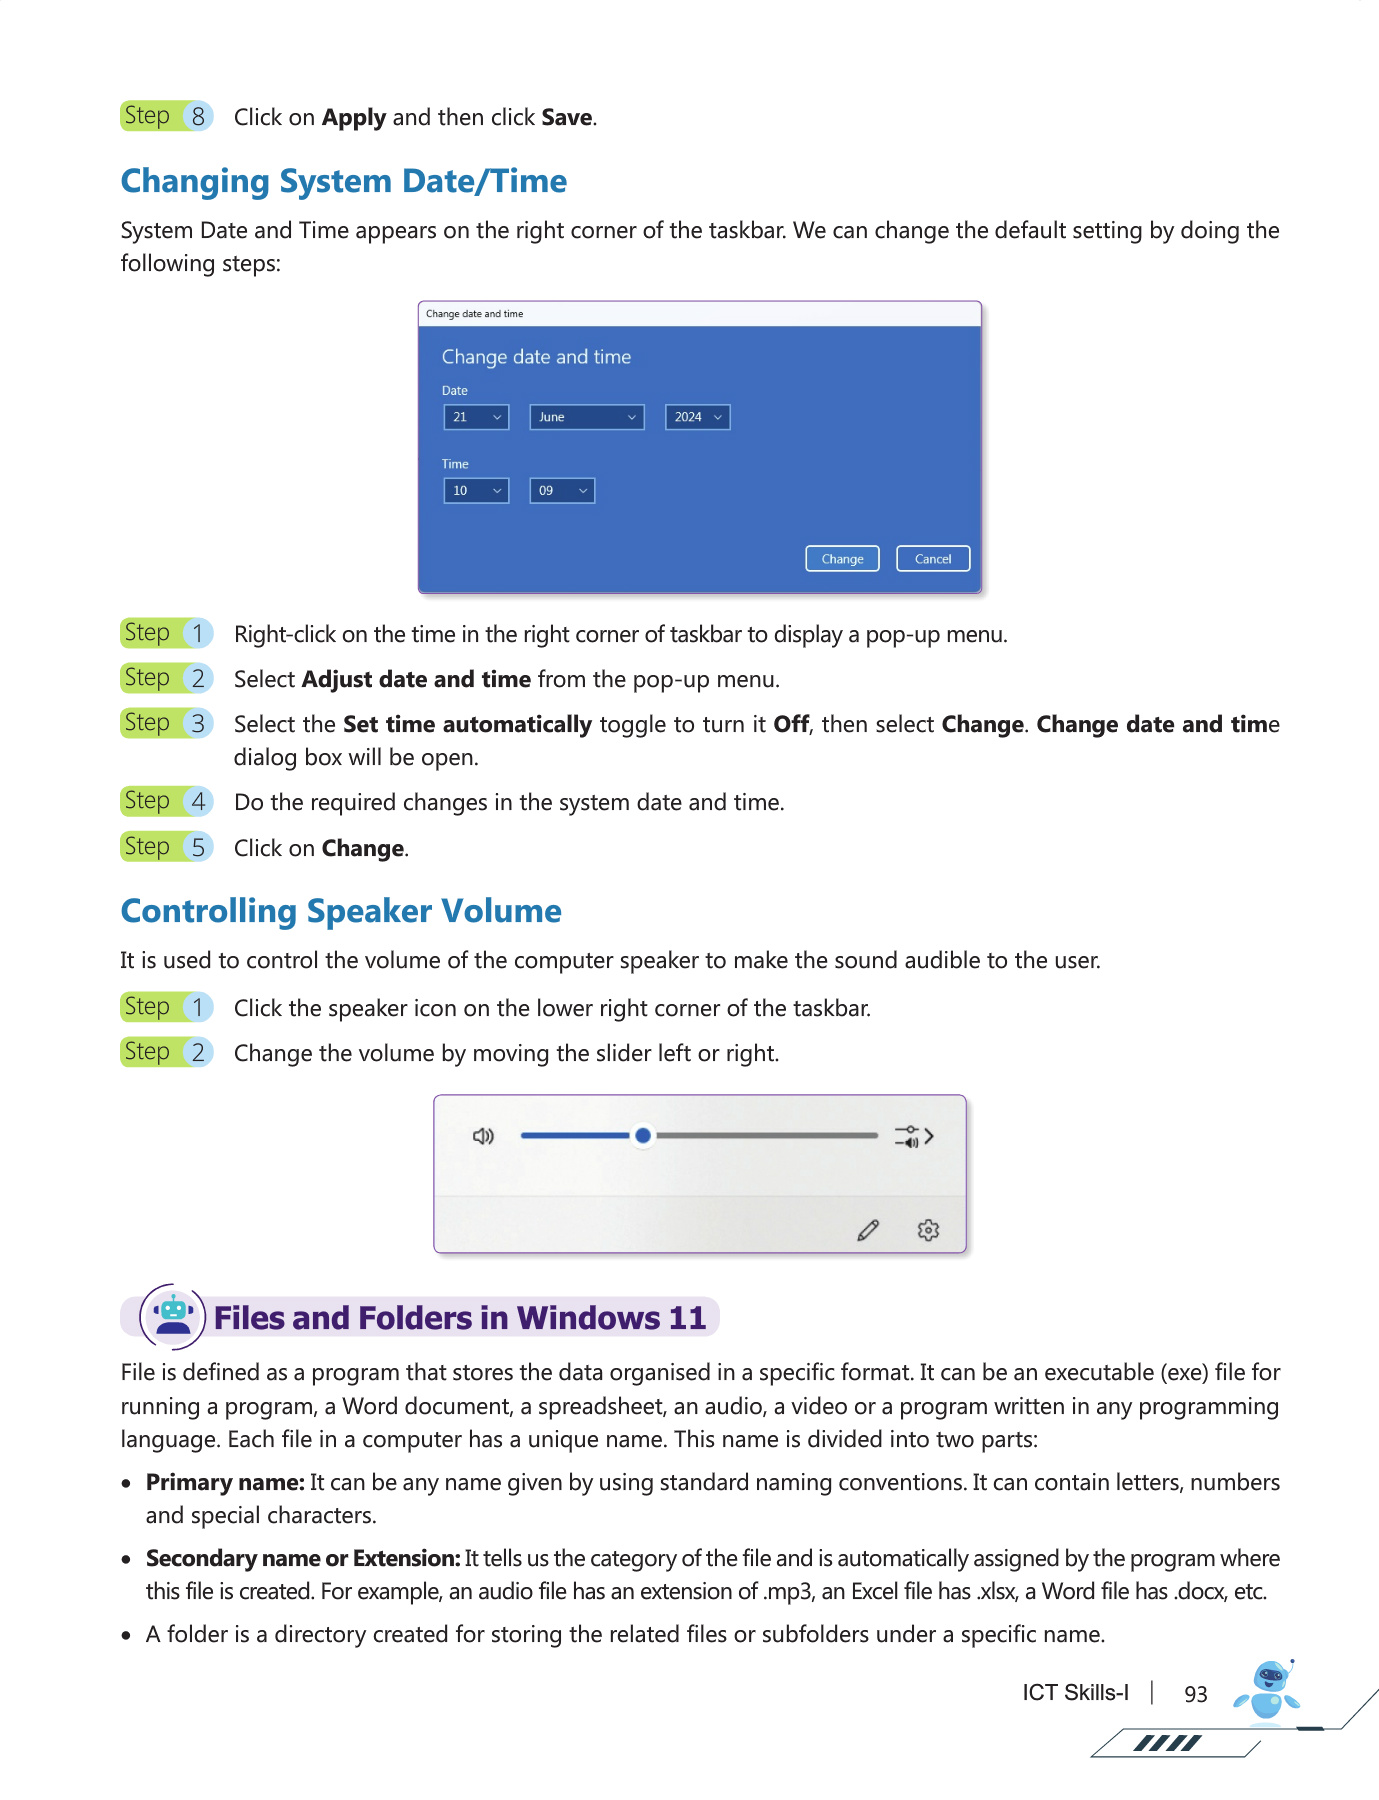 Step 8 Click on Apply and then click Save.
Changing System Date/Time
System Date and Time appears on the right corner of the taskbar. We can change the default setting by doing the
following steps:
Change date and time
Change date and time
Date
21 June 2024
Time
10 09
Change Cancel
Step 1 Right-click on the time in the right corner of taskbar to display a pop-up menu.
Step 2 Select Adjust date and time from the pop-up menu.
Step 3 Select the Set time automatically toggle to turn it Off, then select Change. Change date and time
dialog box will be open.
Step 4 Do the required changes in the system date and time.
Step 5 Click on Change.
Controlling Speaker Volume
It is used to control the volume of the computer speaker to make the sound audible to the user.
Step 1 Click the speaker icon on the lower right corner of the taskbar.
Step 2 Change the volume by moving the slider left or right.
Files and Folders in Windows 11
File is defined as a program that stores the data organised in a specific format. It can be an executable (exe) file for
running a program, a Word document, a spreadsheet, an audio, a video or a program written in any programming
language. Each file in a computer has a unique name. This name is divided into two parts:
• Primary name: It can be any name given by using standard naming conventions. It can contain letters, numbers
and special characters.
• Secondary name or Extension: It tells us the category of the file and is automatically assigned by the program where
this file is created. For example, an audio file has an extension of .mp3, an Excel file has .xlsx, a Word file has .docx, etc.
• A folder is a directory created for storing the related files or subfolders under a specific name.
ICT Skills-I | 93